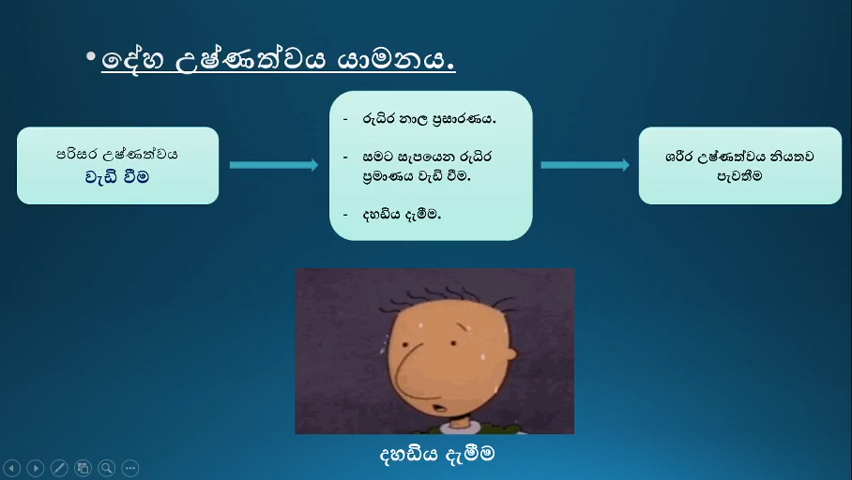 • දේහ උෂ්ණත්වය යාමනය.
පරිසර උෂ්ණත්වය
වැඩි වීම
- රුධිර නාල ප්‍රසාරණය.
- සමට සැපයෙන රුධිර
ප්‍රමාණය වැඩි වීම.
- දහඩිය දැමීම.
ශරීර උෂ්ණත්වය නියතව
පැවතීම
දහඩිය දැමීම